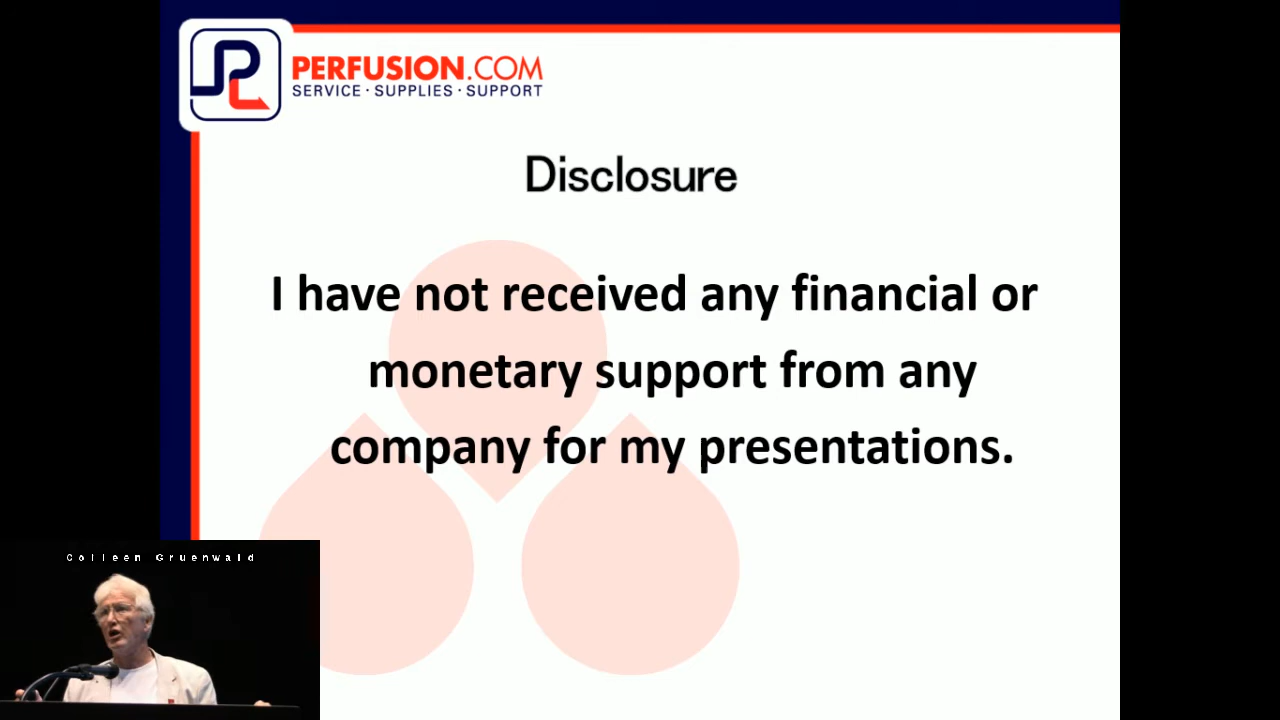 PERFUSION.COM
SERVICE · SUPPLIES · SUPPORT
Disclosure
I have not received any financial or
monetary support from any
company for my presentations.
Colleen Gruenwald